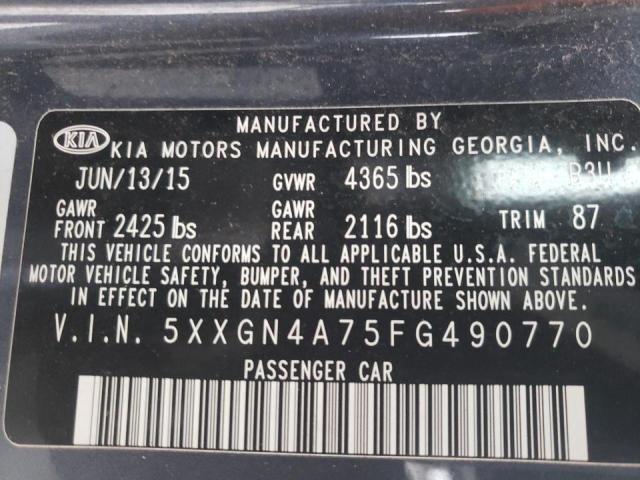 MANUFACTURED BY
KIA KIA MOTORS MANUFACTURING GEORGIA, INC.
JUN/13/15 GVWR 4365 lbs B3U
GAWR FRONT 2425 lbs GAWR REAR 2116 lbs TRIM 87
THIS VEHICLE CONFORMS TO ALL APPLICABLE U.S.A. FEDERAL
MOTOR VEHICLE SAFETY, BUMPER, AND THEFT PREVENTION STANDARDS
IN EFFECT ON THE DATE OF MANUFACTURE SHOWN ABOVE.
V.I.N. 5XXGN4A75FG490770
PASSENGER CAR